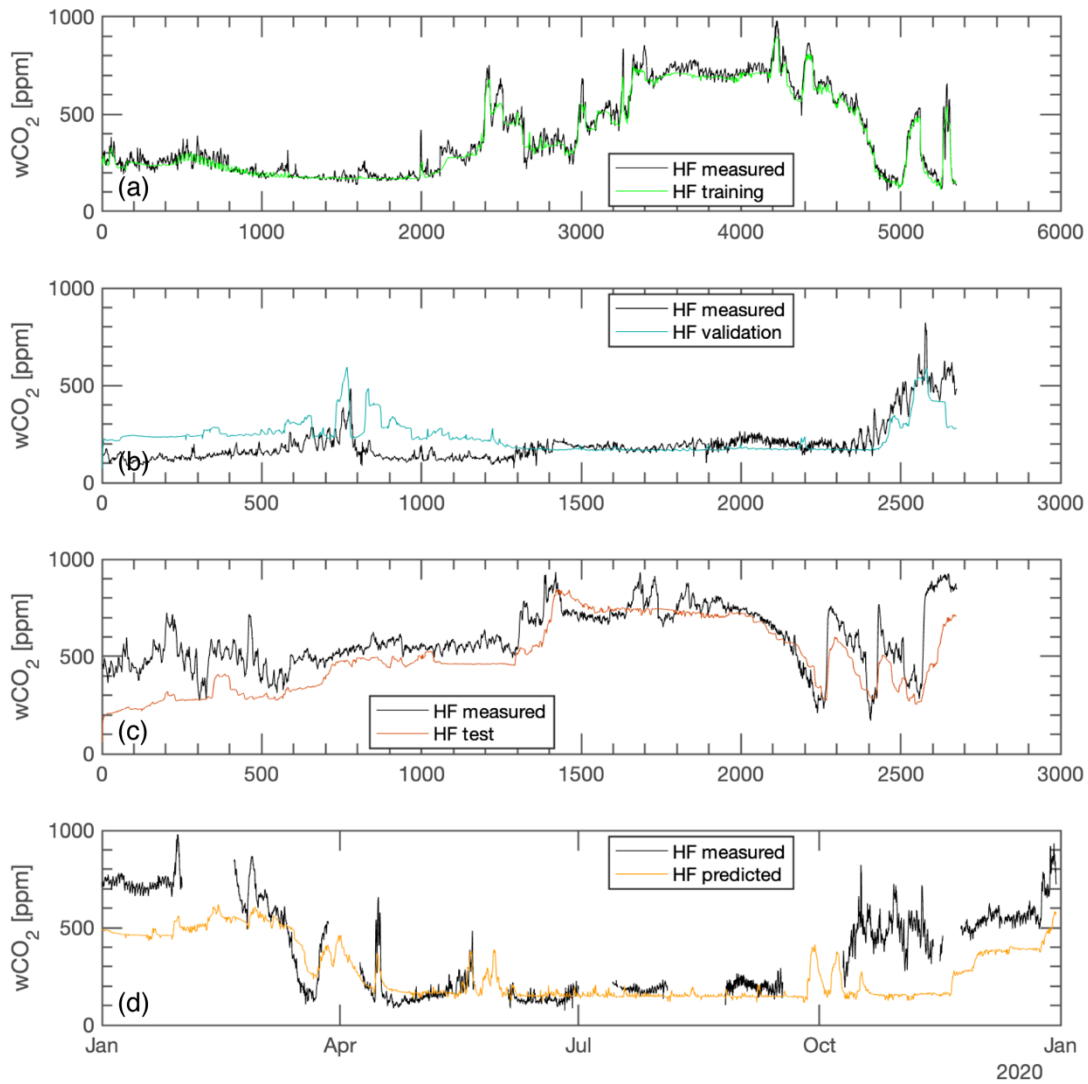 1000
500
0
wCO2 [ppm]
(a)
HF measured
HF training
0 1000 2000 3000 4000 5000 6000
1000
500
0
wCO2 [ppm]
(b)
HF measured
HF validation
0 500 1000 1500 2000 2500 3000
1000
500
0
wCO2 [ppm]
(c)
HF measured
HF test
0 500 1000 1500 2000 2500 3000
1000
500
0
wCO2 [ppm]
(d)
HF measured
HF predicted
Jan Apr Jul Oct Jan
2020